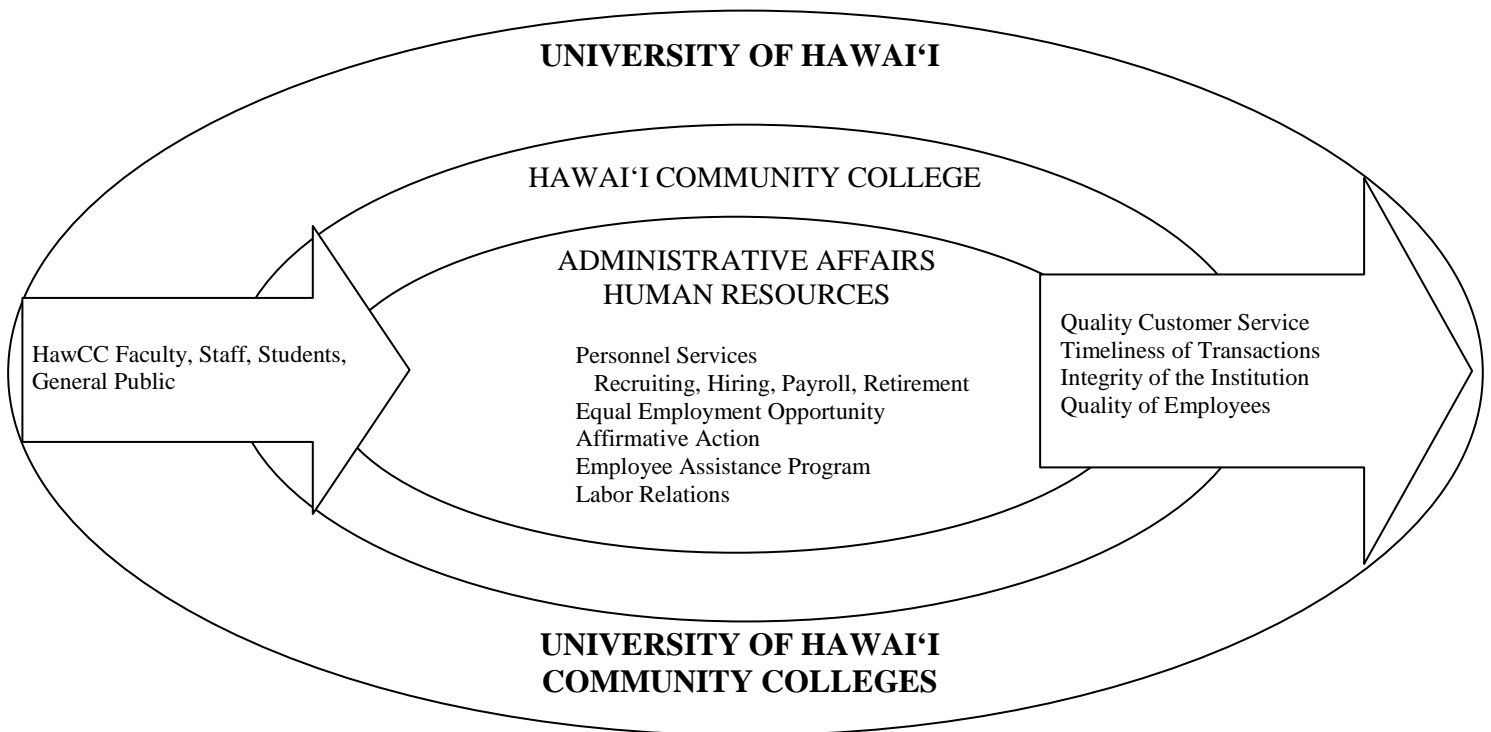 UNIVERSITY OF HAWAI‘I
HAWAI‘I COMMUNITY COLLEGE
ADMINISTRATIVE AFFAIRS
HUMAN RESOURCES
HawCC Faculty, Staff, Students,
General Public
Personnel Services
Recruiting, Hiring, Payroll, Retirement
Equal Employment Opportunity
Affirmative Action
Employee Assistance Program
Labor Relations
Quality Customer Service
Timeliness of Transactions
Integrity of the Institution
Quality of Employees
UNIVERSITY OF HAWAI‘I
COMMUNITY COLLEGES